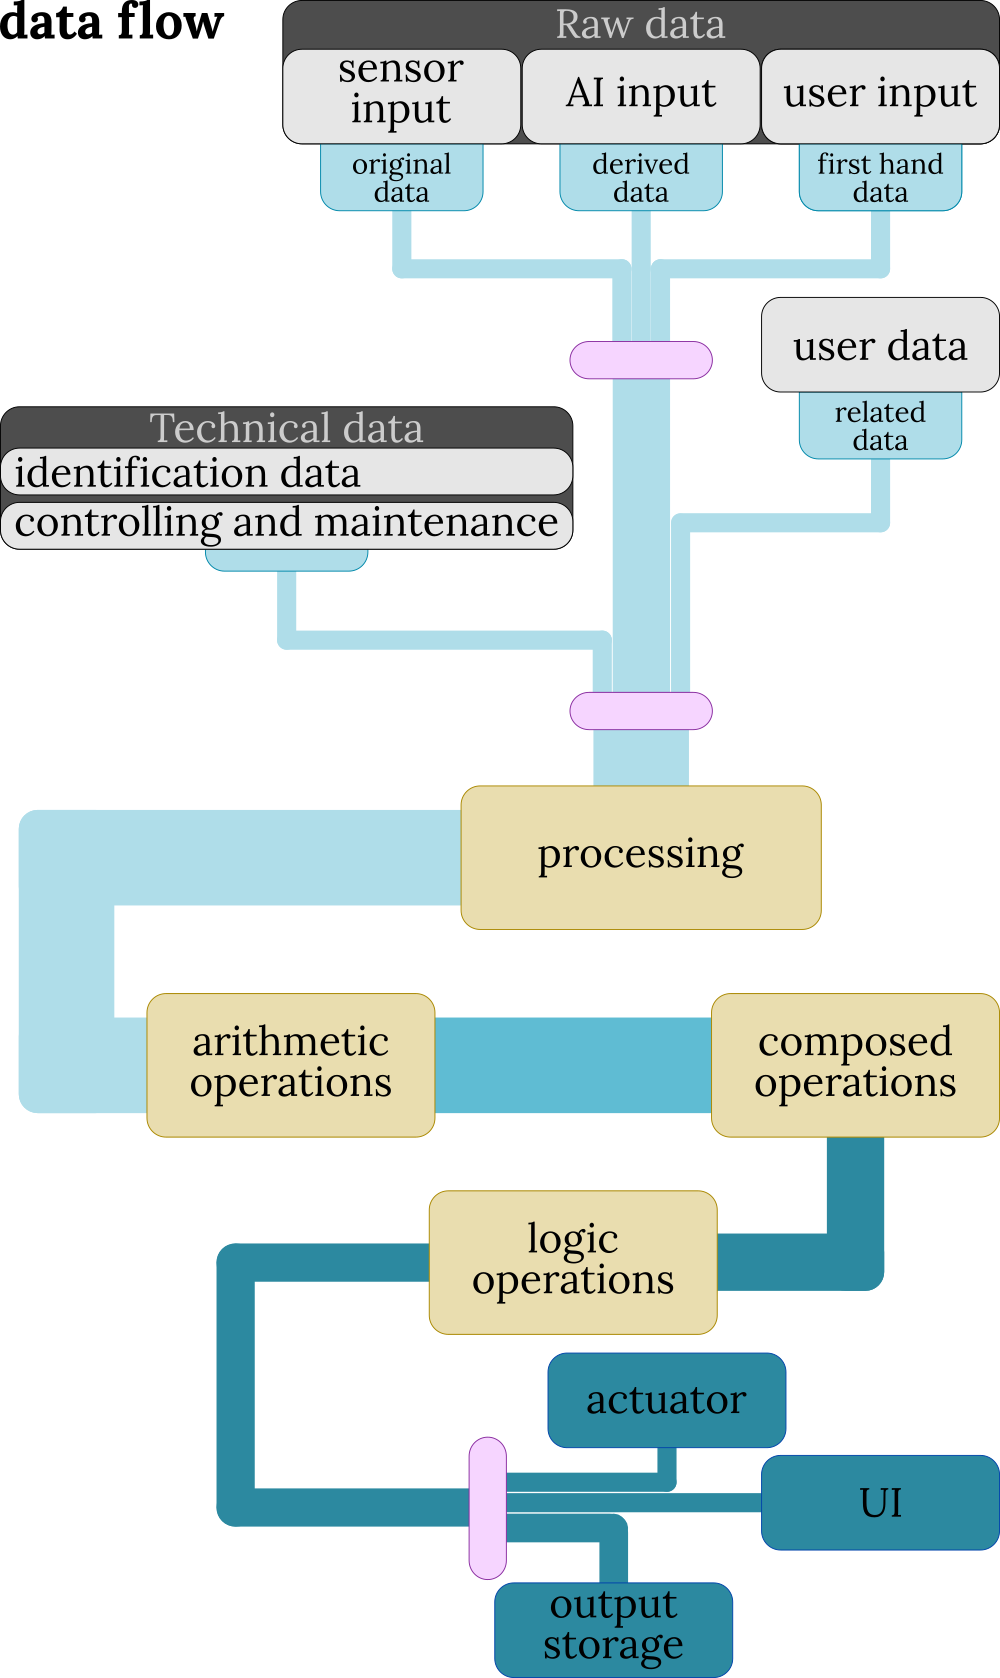 data flow
Raw data
sensor
input
AI input
user input
original
data
derived
data
first hand
data
user data
related
data
Technical data
identification data
controlling and maintenance
processing
arithmetic
operations
composed
operations
logic
operations
actuator
UI
output
storage